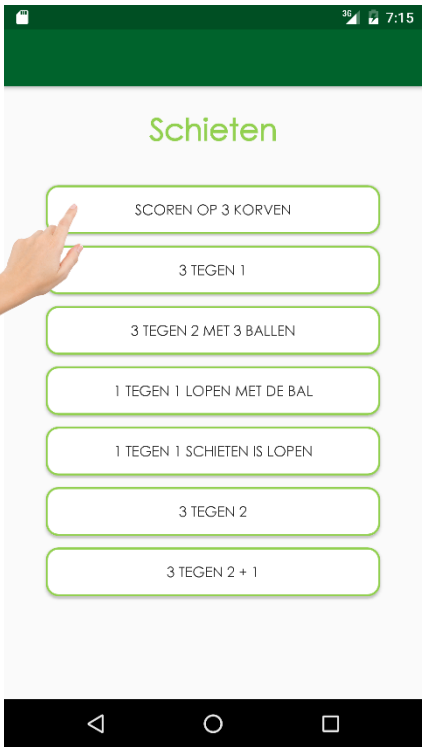 3G
7:15
Schieten
SCOREN OP 3 KORVEN
3 TEGEN 1
3 TEGEN 2 MET 3 BALLEN
1 TEGEN 1 LOPEN MET DE BAL
1 TEGEN 1 SCHIETEN IS LOPEN
3 TEGEN 2
3 TEGEN 2 + 1